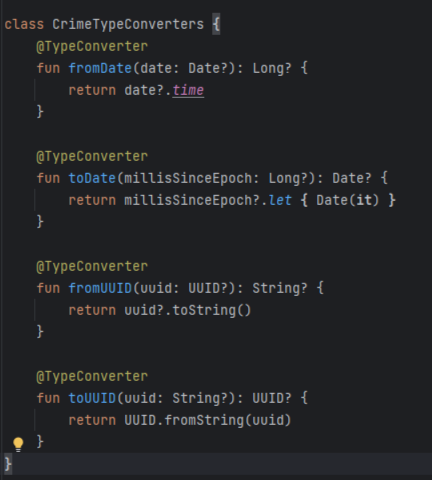 class CrimeTypeConverters {
    @TypeConverter
    fun fromDate(date: Date?): Long? {
        return date?.time
    }

    @TypeConverter
    fun toDate(millisSinceEpoch: Long?): Date? {
        return millisSinceEpoch?.let { Date(it) }
    }

    @TypeConverter
    fun fromUUID(uuid: UUID?): String? {
        return uuid?.toString()
    }

    @TypeConverter
    fun toUUID(uuid: String?): UUID? {
        return UUID.fromString(uuid)
    }
}